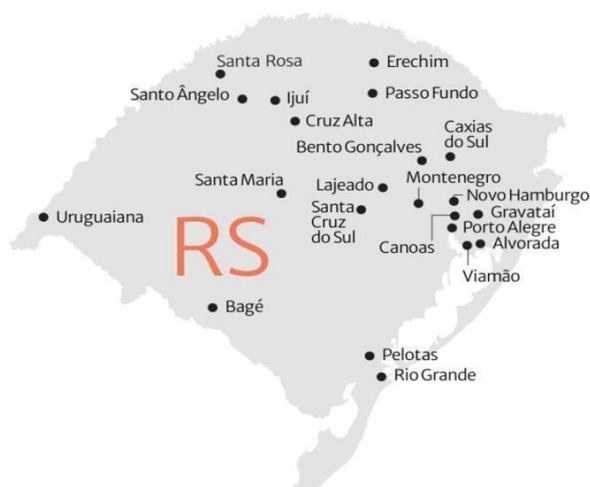 Santa Rosa
Erechim
Santo Ângelo
Ijuí
Passo Fundo
Cruz Alta
Caxias
do Sul
Bento Gonçalves
Santa Maria
Lajeado
Montenegro
Novo Hamburgo
Santa
Cruz
do Sul
Gravataí
Uruguaiana
Porto Alegre
Canoas
Alvorada
RS
Viamão
Bagé
Pelotas
Rio Grande